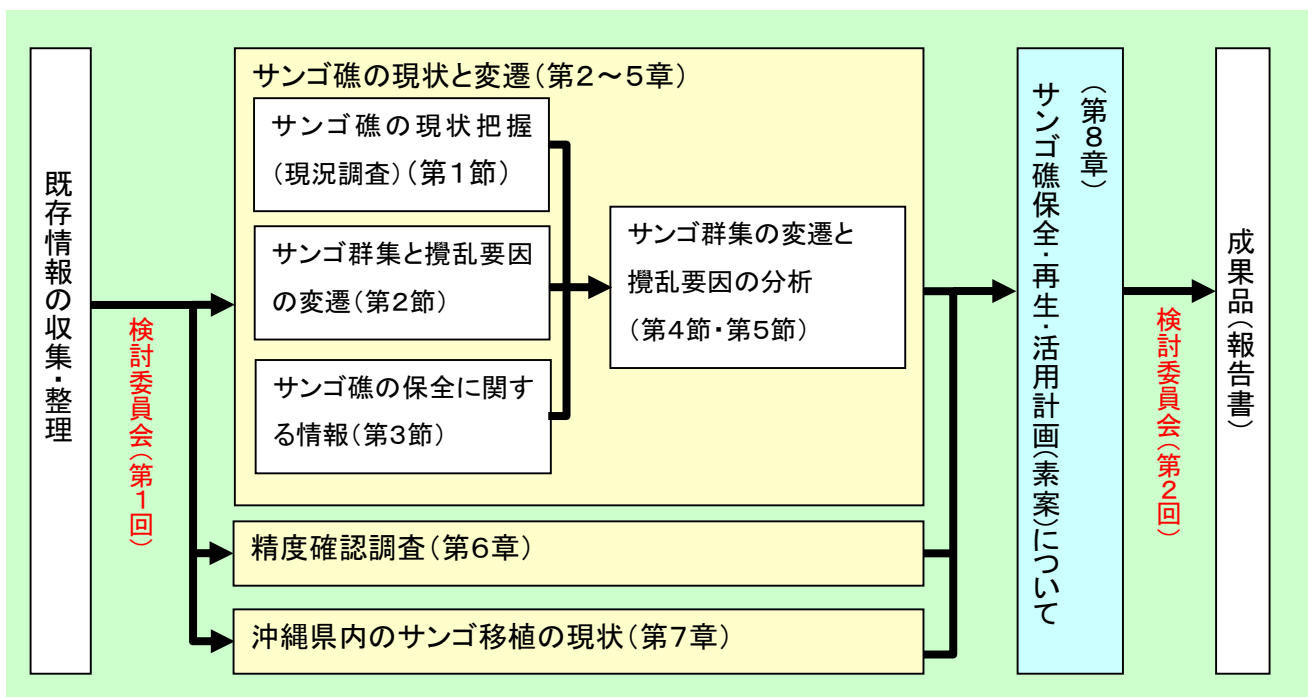 既存情報の収集・整理
検討委員会(第1回)
サンゴ礁の現状と変遷(第2~5章)
サンゴ礁の現状把握
(現況調査)(第1節)
サンゴ群集と攪乱要因
の変遷(第2節)
サンゴ礁の保全に関す
る情報(第3節)
サンゴ群集の変遷と
攪乱要因の分析
(第4節・第5節)
精度確認調査(第6章)
沖縄県内のサンゴ移植の現状(第7章)
(第8章)
サンゴ礁保全・再生・活用計画(素案)について
検討委員会(第2回)
成果品(報告書)